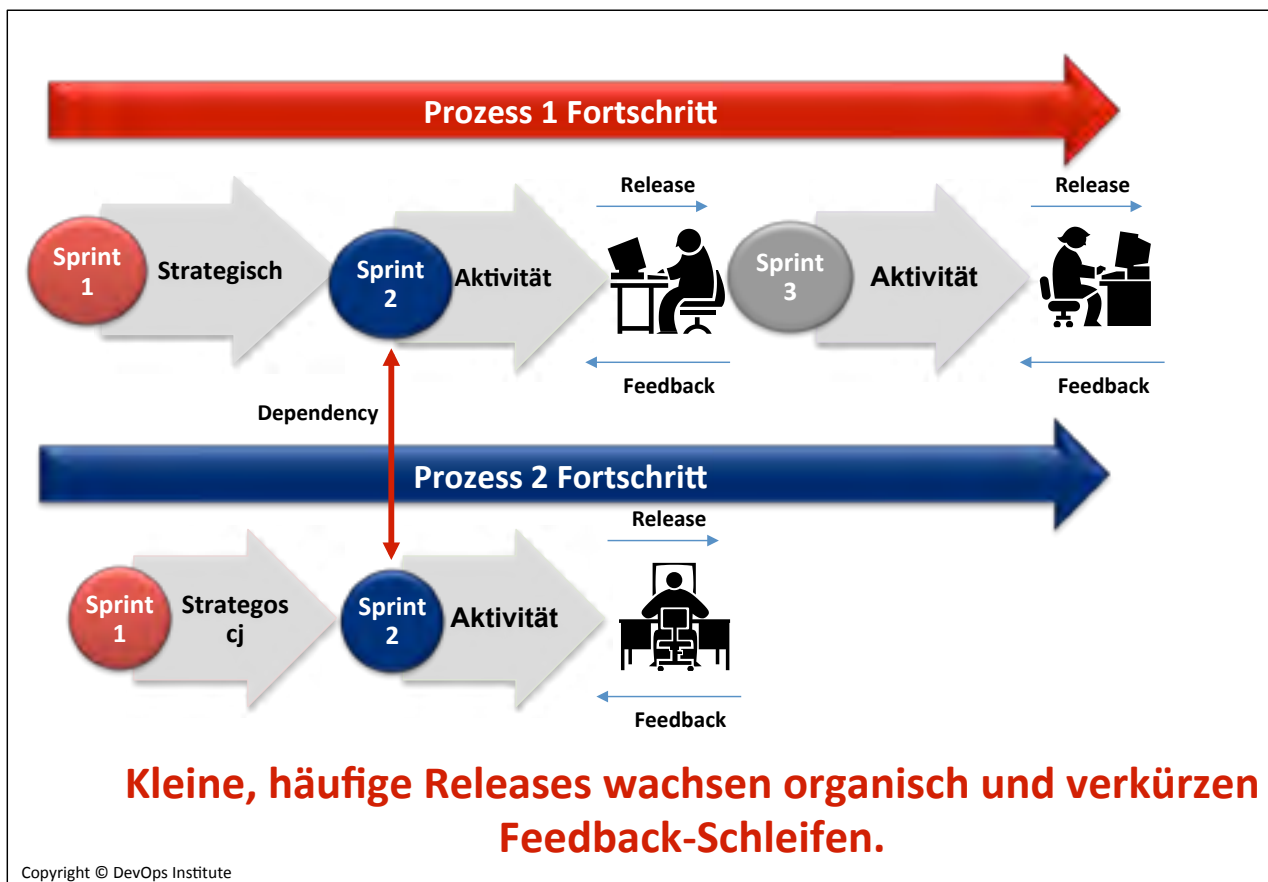 Prozess 1 Fortschritt
Release
Release
Sprint
1
Strategisch
Sprint
2
Aktivität
Sprint
3
Aktivität
Feedback
Feedback
Dependency
Prozess 2 Fortschritt
Release
Sprint
1
Strategos
cj
Sprint
2
Aktivität
Feedback
Kleine, häufige Releases wachsen organisch und verkürzen
Feedback-Schleifen.
Copyright © DevOps Institute